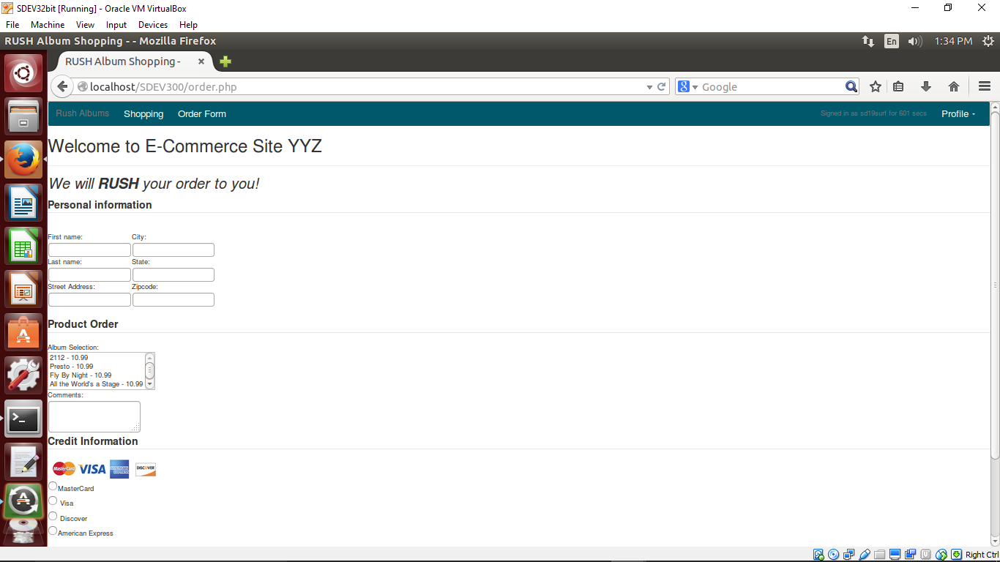 SDEV32bit [Running] - Oracle VM VirtualBox
File Machine View Input Devices Help
RUSH Album Shopping - - Mozilla Firefox
En
1:34 PM
RUSH Album Shopping -
localhost/SDEV300/order.php
Google
Rush Albums Shopping Order Form
Signed in as sd19surf for 601 secs
Profile
Welcome to E-Commerce Site YYZ
We will RUSH your order to you!
Personal information
First name: City:
Last name: State:
Street Address: Zipcode:
Product Order
Album Selection:
2112 - 10.99
Presto - 10.99
Fly By Night - 10.99
All the World's a Stage - 10.99
Comments:
Credit Information
MasterCard VISA AMERICAN EXPRESS DISCOVER
MasterCard
Visa
Discover
American Express
Right Ctrl